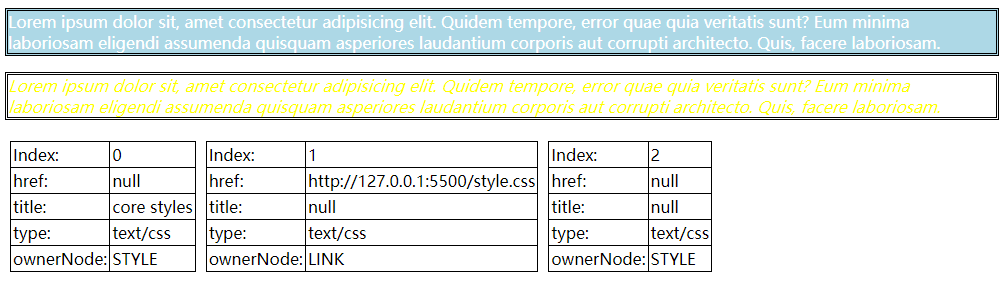 Lorem ipsum dolor sit, amet consectetur adipisicing elit. Quidem tempore, error quae quia veritatis sunt? Eum minima
laboriosam eligendi assumenda quisquam asperiores laudantium corporis aut corrupti architecto. Quis, facere laboriosam.
Lorem ipsum dolor sit, amet consectetur adipisicing elit. Quidem tempore, error quae quia veritatis sunt? Eum minima
laboriosam eligendi assumenda quisquam asperiores laudantium corporis aut corrupti architecto. Quis, facere laboriosam.
Index: 0
href: null
title: core styles
type: text/css
ownerNode: STYLE
Index: 1
href: http://127.0.0.1:5500/style.css
title: null
type: text/css
ownerNode: LINK
Index: 2
href: null
title: null
type: text/css
ownerNode: STYLE